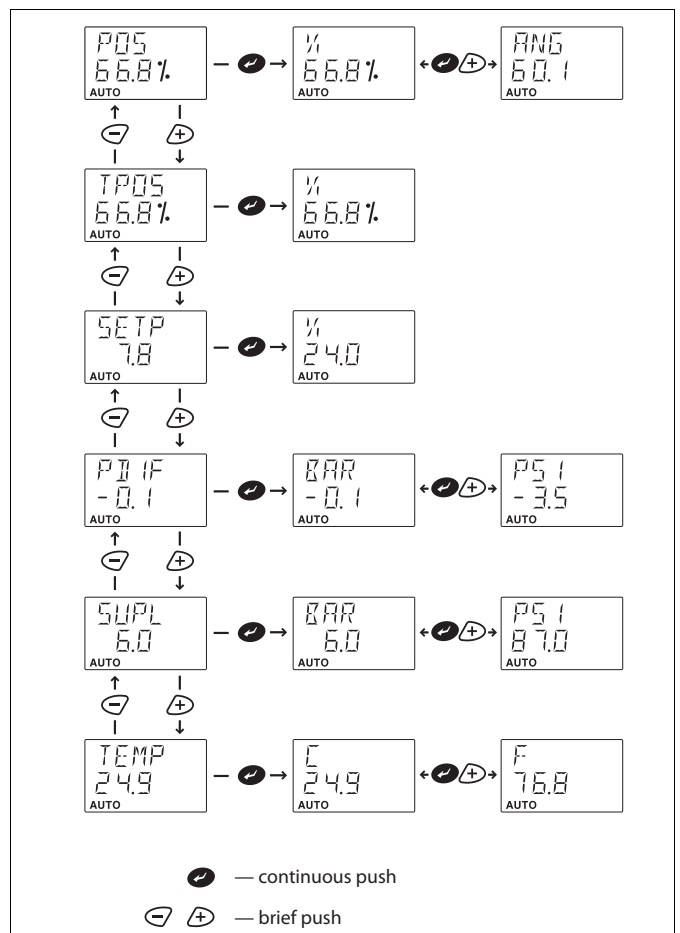 POS
66.8%
AUTO
%
66.8%
AUTO
ANG
60.1
AUTO
TPOS
66.8%
AUTO
%
66.8%
AUTO
SETP
7.8
AUTO
%
24.0
AUTO
PDIF
-0.1
AUTO
BAR
-0.1
AUTO
PSI
-3.5
AUTO
SUPL
6.0
AUTO
BAR
6.0
AUTO
PSI
87.0
AUTO
TEMP
24.9
AUTO
C
24.9
AUTO
F
76.8
AUTO
— continuous push
— brief push